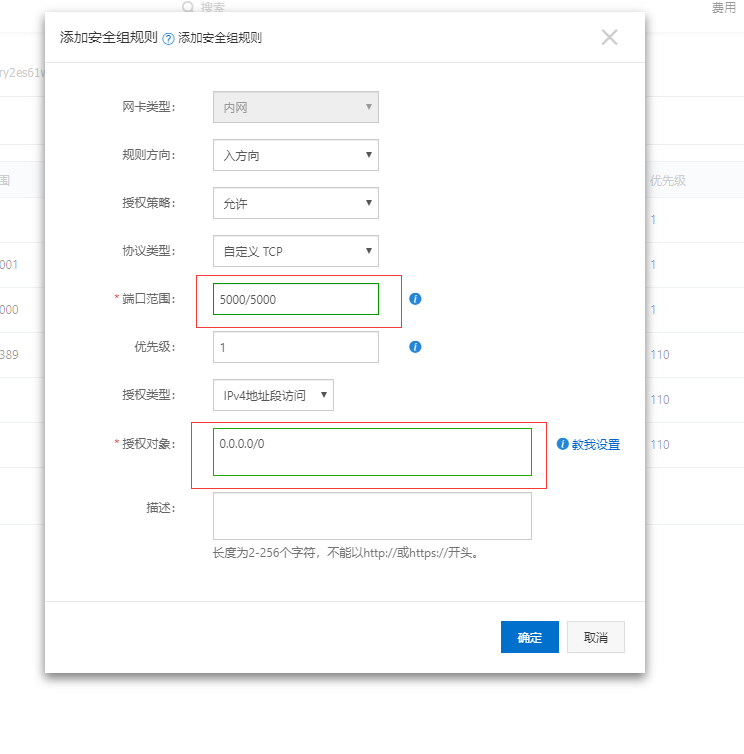 搜索
费用
添加安全组规则 ? 添加安全组规则
ry2es61
网卡类型： 内网
规则方向： 入方向
围
优先级
授权策略： 允许
1
协议类型： 自定义 TCP
001
1
* 端口范围： 5000/5000
000
1
优先级： 1
389
110
授权类型： IPv4地址段访问
110
* 授权对象： 0.0.0.0/0
教我设置
110
描述：
长度为2-256个字符，不能以http://或https://开头。
确定
取消